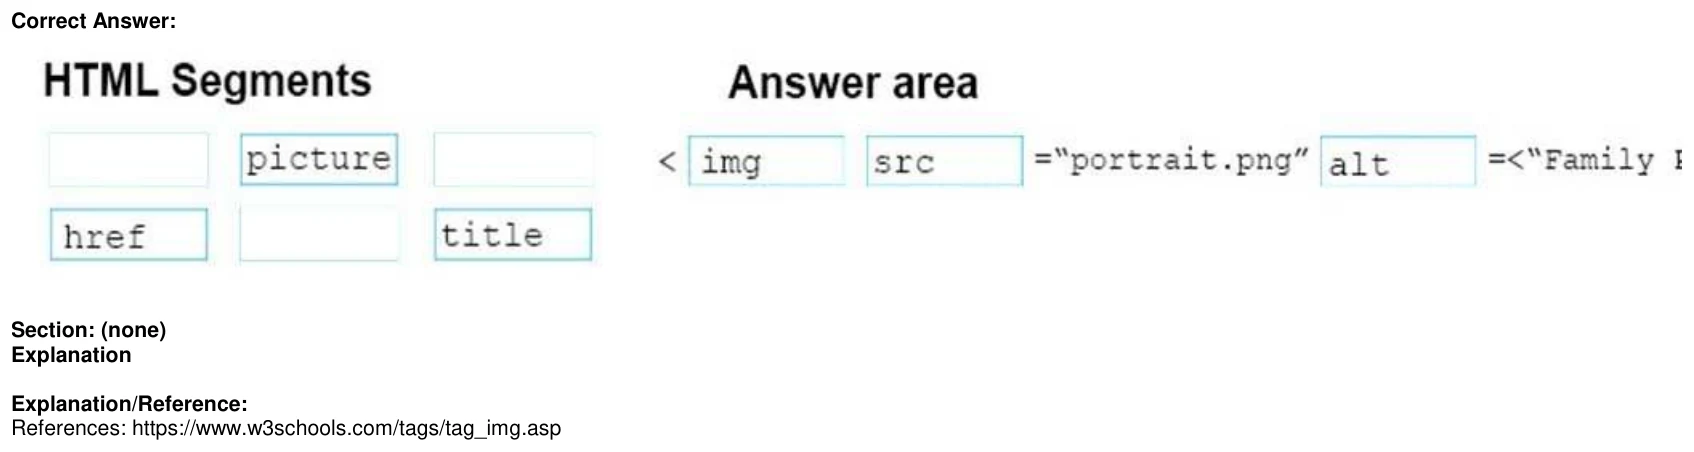 Correct Answer:
HTML Segments Answer area
picture < img src ="portrait.png" alt =<"Family
href title
Section: (none)
Explanation
Explanation/Reference:
References: https://www.w3schools.com/tags/tag_img.asp